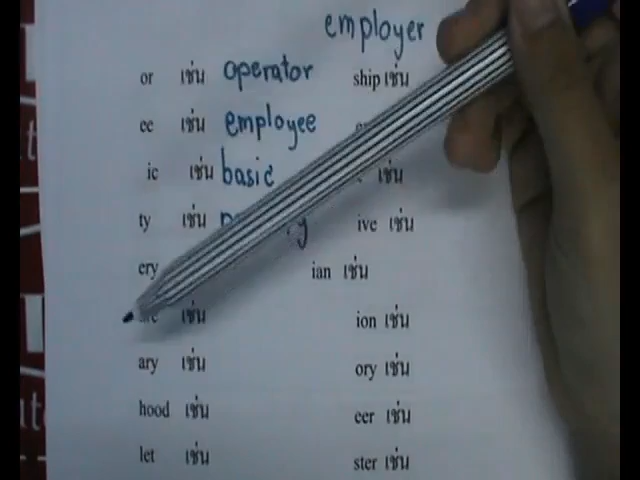 employer
or เช่น operator ship เช่น
ee เช่น employee
ic เช่น basic เช่น
ty เช่น ive เช่น
ery ian เช่น
เช่น ion เช่น
ary เช่น ory เช่น
hood เช่น eer เช่น
let เช่น ster เช่น